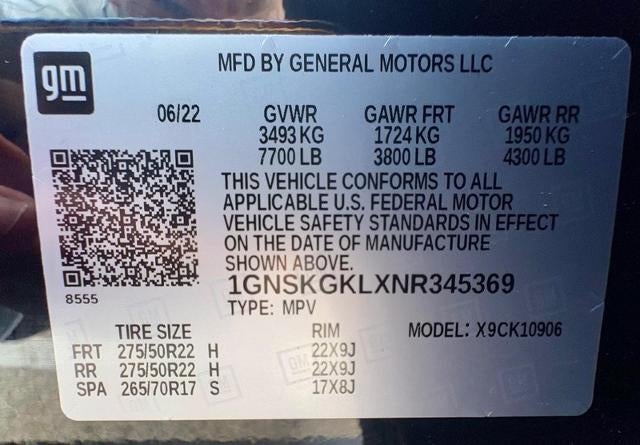 gm
MFD BY GENERAL MOTORS LLC
06/22 GVWR GAWR FRT GAWR RR
3493 KG 1724 KG 1950 KG
7700 LB 3800 LB 4300 LB
THIS VEHICLE CONFORMS TO ALL
APPLICABLE U.S. FEDERAL MOTOR
VEHICLE SAFETY STANDARDS IN EFFECT
ON THE DATE OF MANUFACTURE
SHOWN ABOVE.
1GNSKGKLXNR345369
8555
TYPE: MPV
TIRE SIZE RIM MODEL: X9CK10906
FRT 275/50R22 H 22X9J
RR 275/50R22 H 22X9J
SPA 265/70R17 S 17X8J